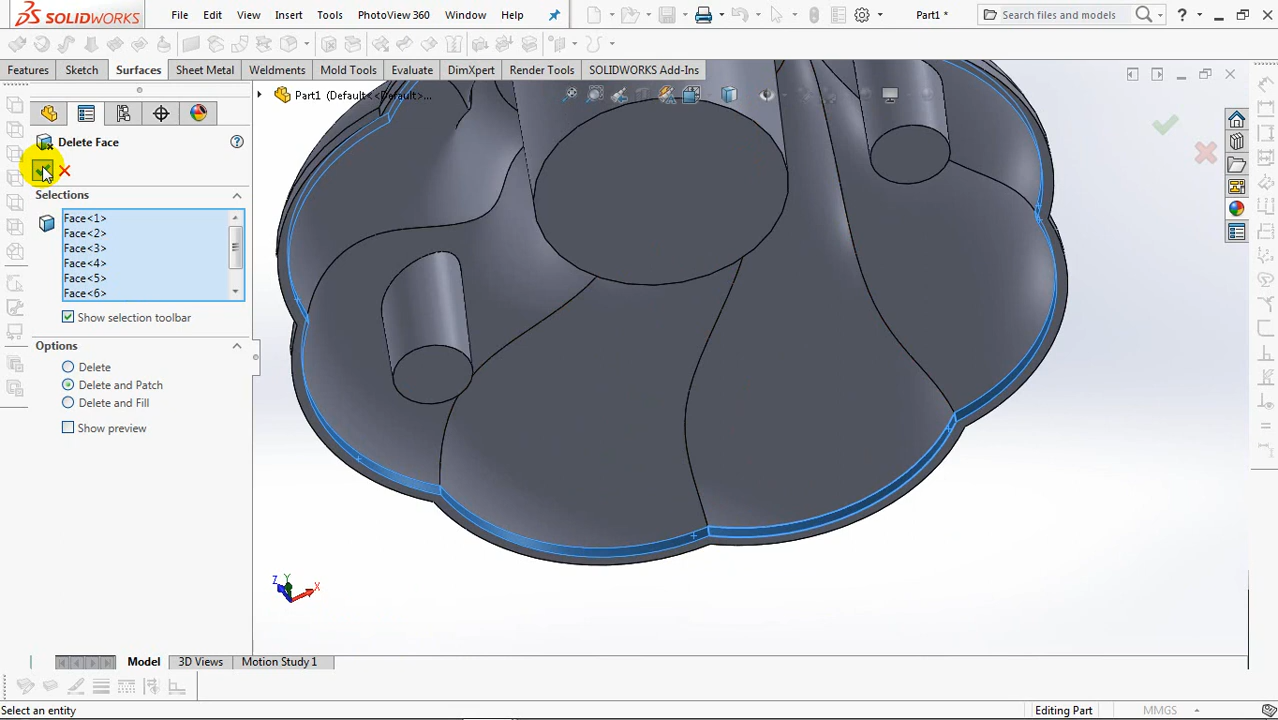 SOLIDWORKS File Edit View Insert Tools PhotoView 360 Window Help Part1 * Search files and models ?
Features Sketch Surfaces Sheet Metal Weldments Mold Tools Evaluate DimXpert Render Tools SOLIDWORKS Add-Ins
Part1 (Default<<Default>...
Delete Face ?
Selections
Face<1>
Face<2>
Face<3>
Face<4>
Face<5>
Face<6>
Show selection toolbar
Options
Delete
Delete and Patch
Delete and Fill
Show preview
Z Y X
Model 3D Views Motion Study 1
Select an entity Editing Part MMGS